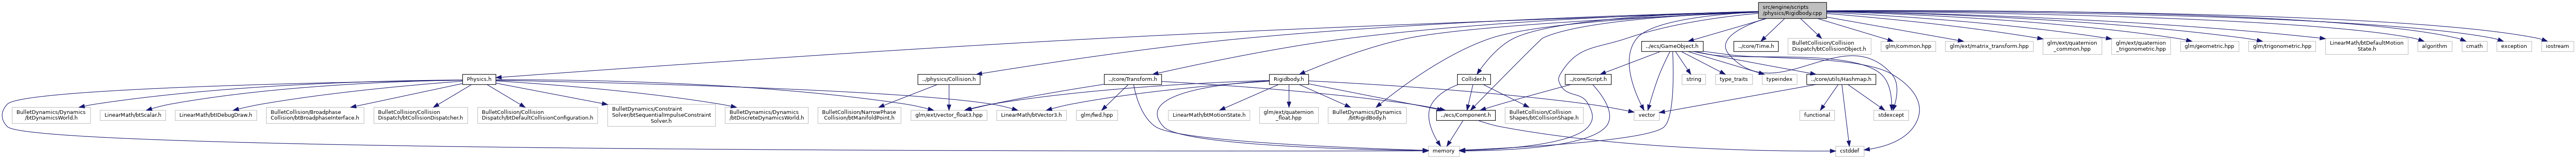 src/engine/scripts
/physics/Rigidbody.cpp
../ecs/GameObject.h
../core/Time.h
BulletCollision/Collision
Dispatch/btCollisionObject.h
glm/common.hpp
glm/ext/matrix_transform.hpp
glm/ext/quaternion
_common.hpp
glm/ext/quaternion
_trigonometric.hpp
glm/geometric.hpp
glm/trigonometric.hpp
LinearMath/btDefaultMotion
State.h
algorithm
cmath
exception
iostream
Physics.h
../physics/Collision.h
../core/Transform.h
Rigidbody.h
Collider.h
../core/Script.h
string
type_traits
typeindex
../core/utils/Hashmap.h
BulletDynamics/Dynamics
/btDynamicsWorld.h
LinearMath/btScalar.h
LinearMath/btIDebugDraw.h
BulletCollision/Broadphase
Collision/btBroadphaseInterface.h
BulletCollision/Collision
Dispatch/btCollisionDispatcher.h
BulletCollision/Collision
Dispatch/btDefaultCollisionConfiguration.h
BulletDynamics/Constraint
Solver/btSequentialImpulseConstraint
Solver.h
BulletDynamics/Dynamics
/btDiscreteDynamicsWorld.h
BulletCollision/NarrowPhase
Collision/btManifoldPoint.h
glm/ext/vector_float3.hpp
LinearMath/btVector3.h
glm/fwd.hpp
LinearMath/btMotionState.h
glm/ext/quaternion
_float.hpp
BulletDynamics/Dynamics
/btRigidBody.h
../ecs/Component.h
BulletCollision/Collision
Shapes/btCollisionShape.h
vector
functional
stdexcept
memory
cstddef